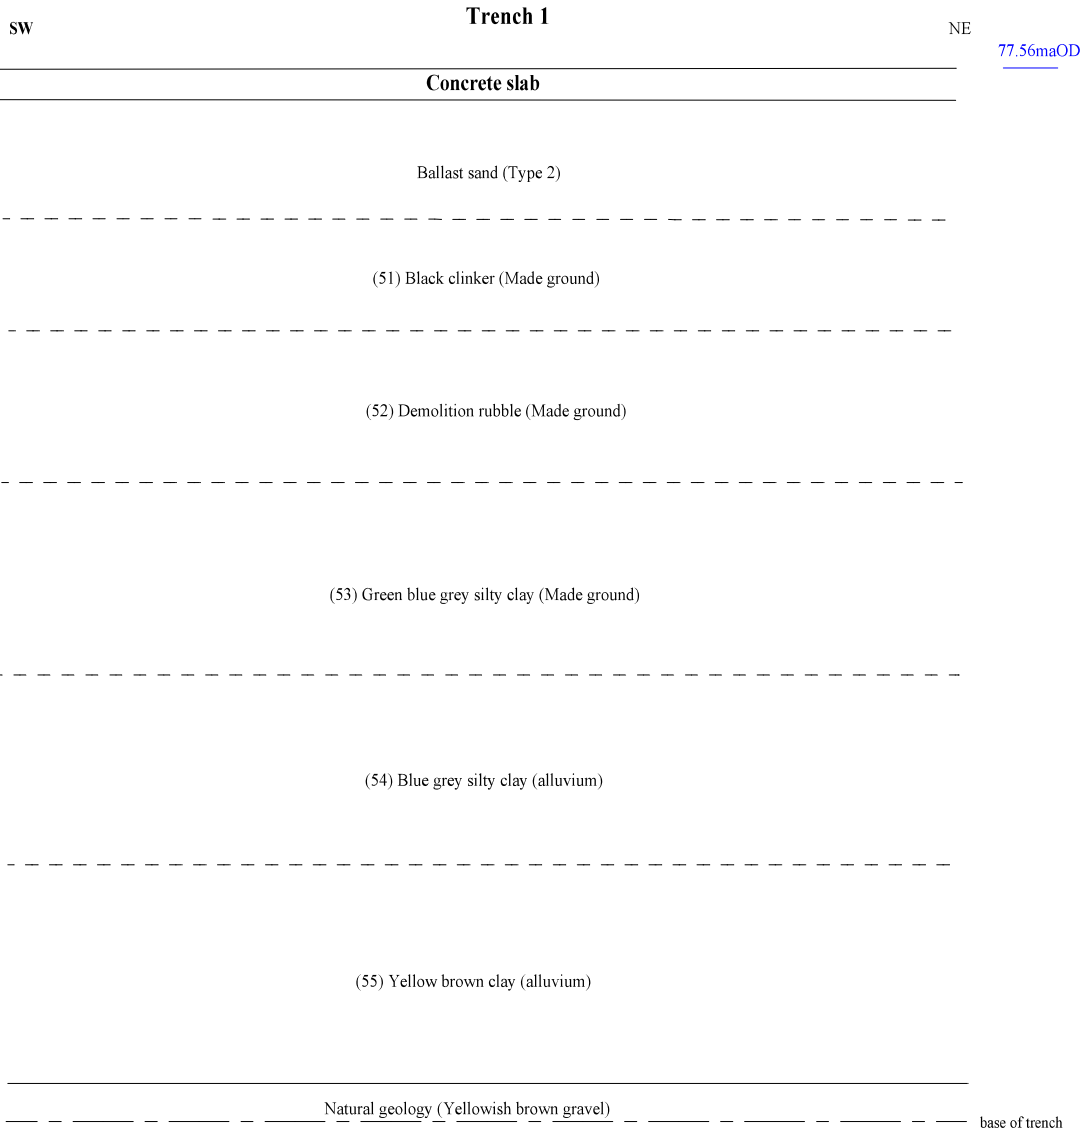 Trench 1
SW
NE
77.56maOD
Concrete slab
Ballast sand (Type 2)
(51) Black clinker (Made ground)
(52) Demolition rubble (Made ground)
(53) Green blue grey silty clay (Made ground)
(54) Blue grey silty clay (alluvium)
(55) Yellow brown clay (alluvium)
Natural geology (Yellowish brown gravel)
base of trench